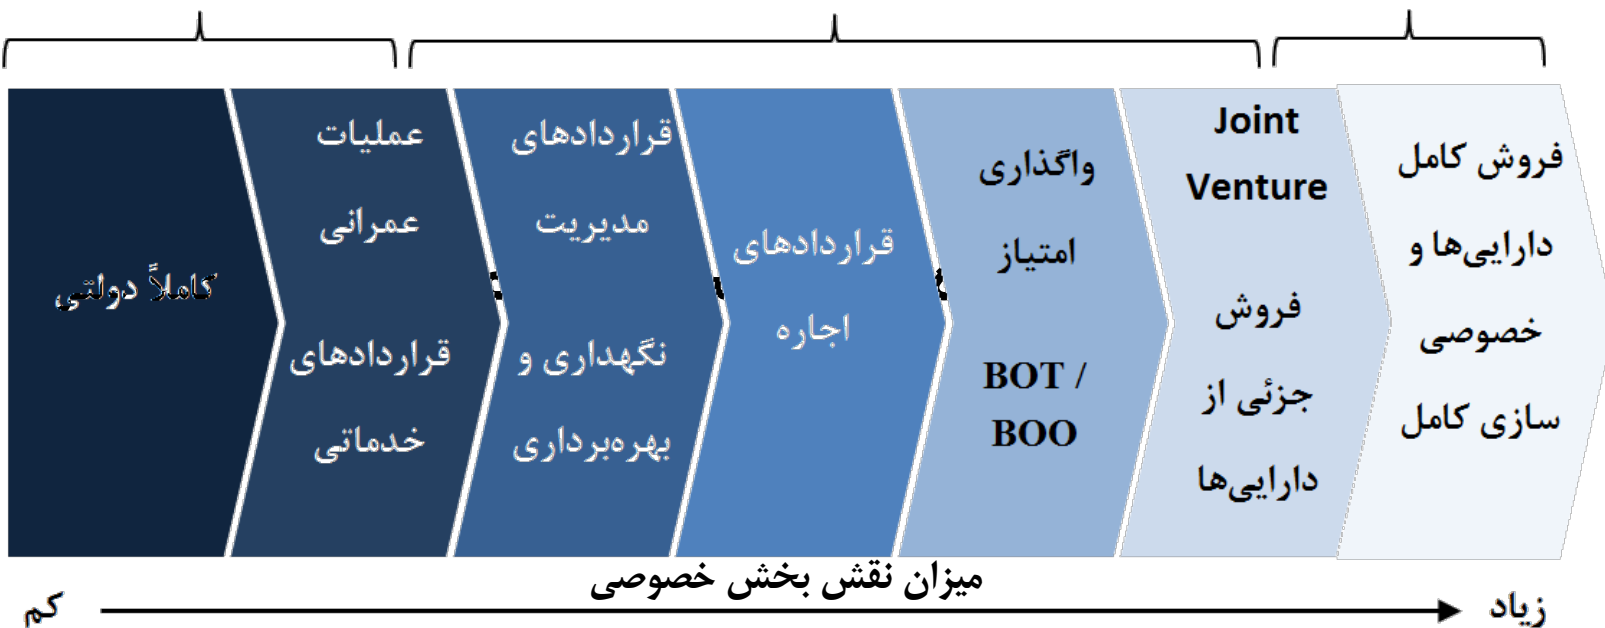 کاملاً دولتی
عملیات
عمرانی
قراردادهای
خدماتی
قراردادهای
مدیریت
نگهداری و
بهره‌برداری
قراردادهای
اجاره
واگذاری
امتیاز
BOT /
BOO
Joint
Venture
فروش
جزئی از
دارایی‌ها
فروش کامل
دارایی‌ها و
خصوصی
سازی کامل
میزان نقش بخش خصوصی
کم
زیاد